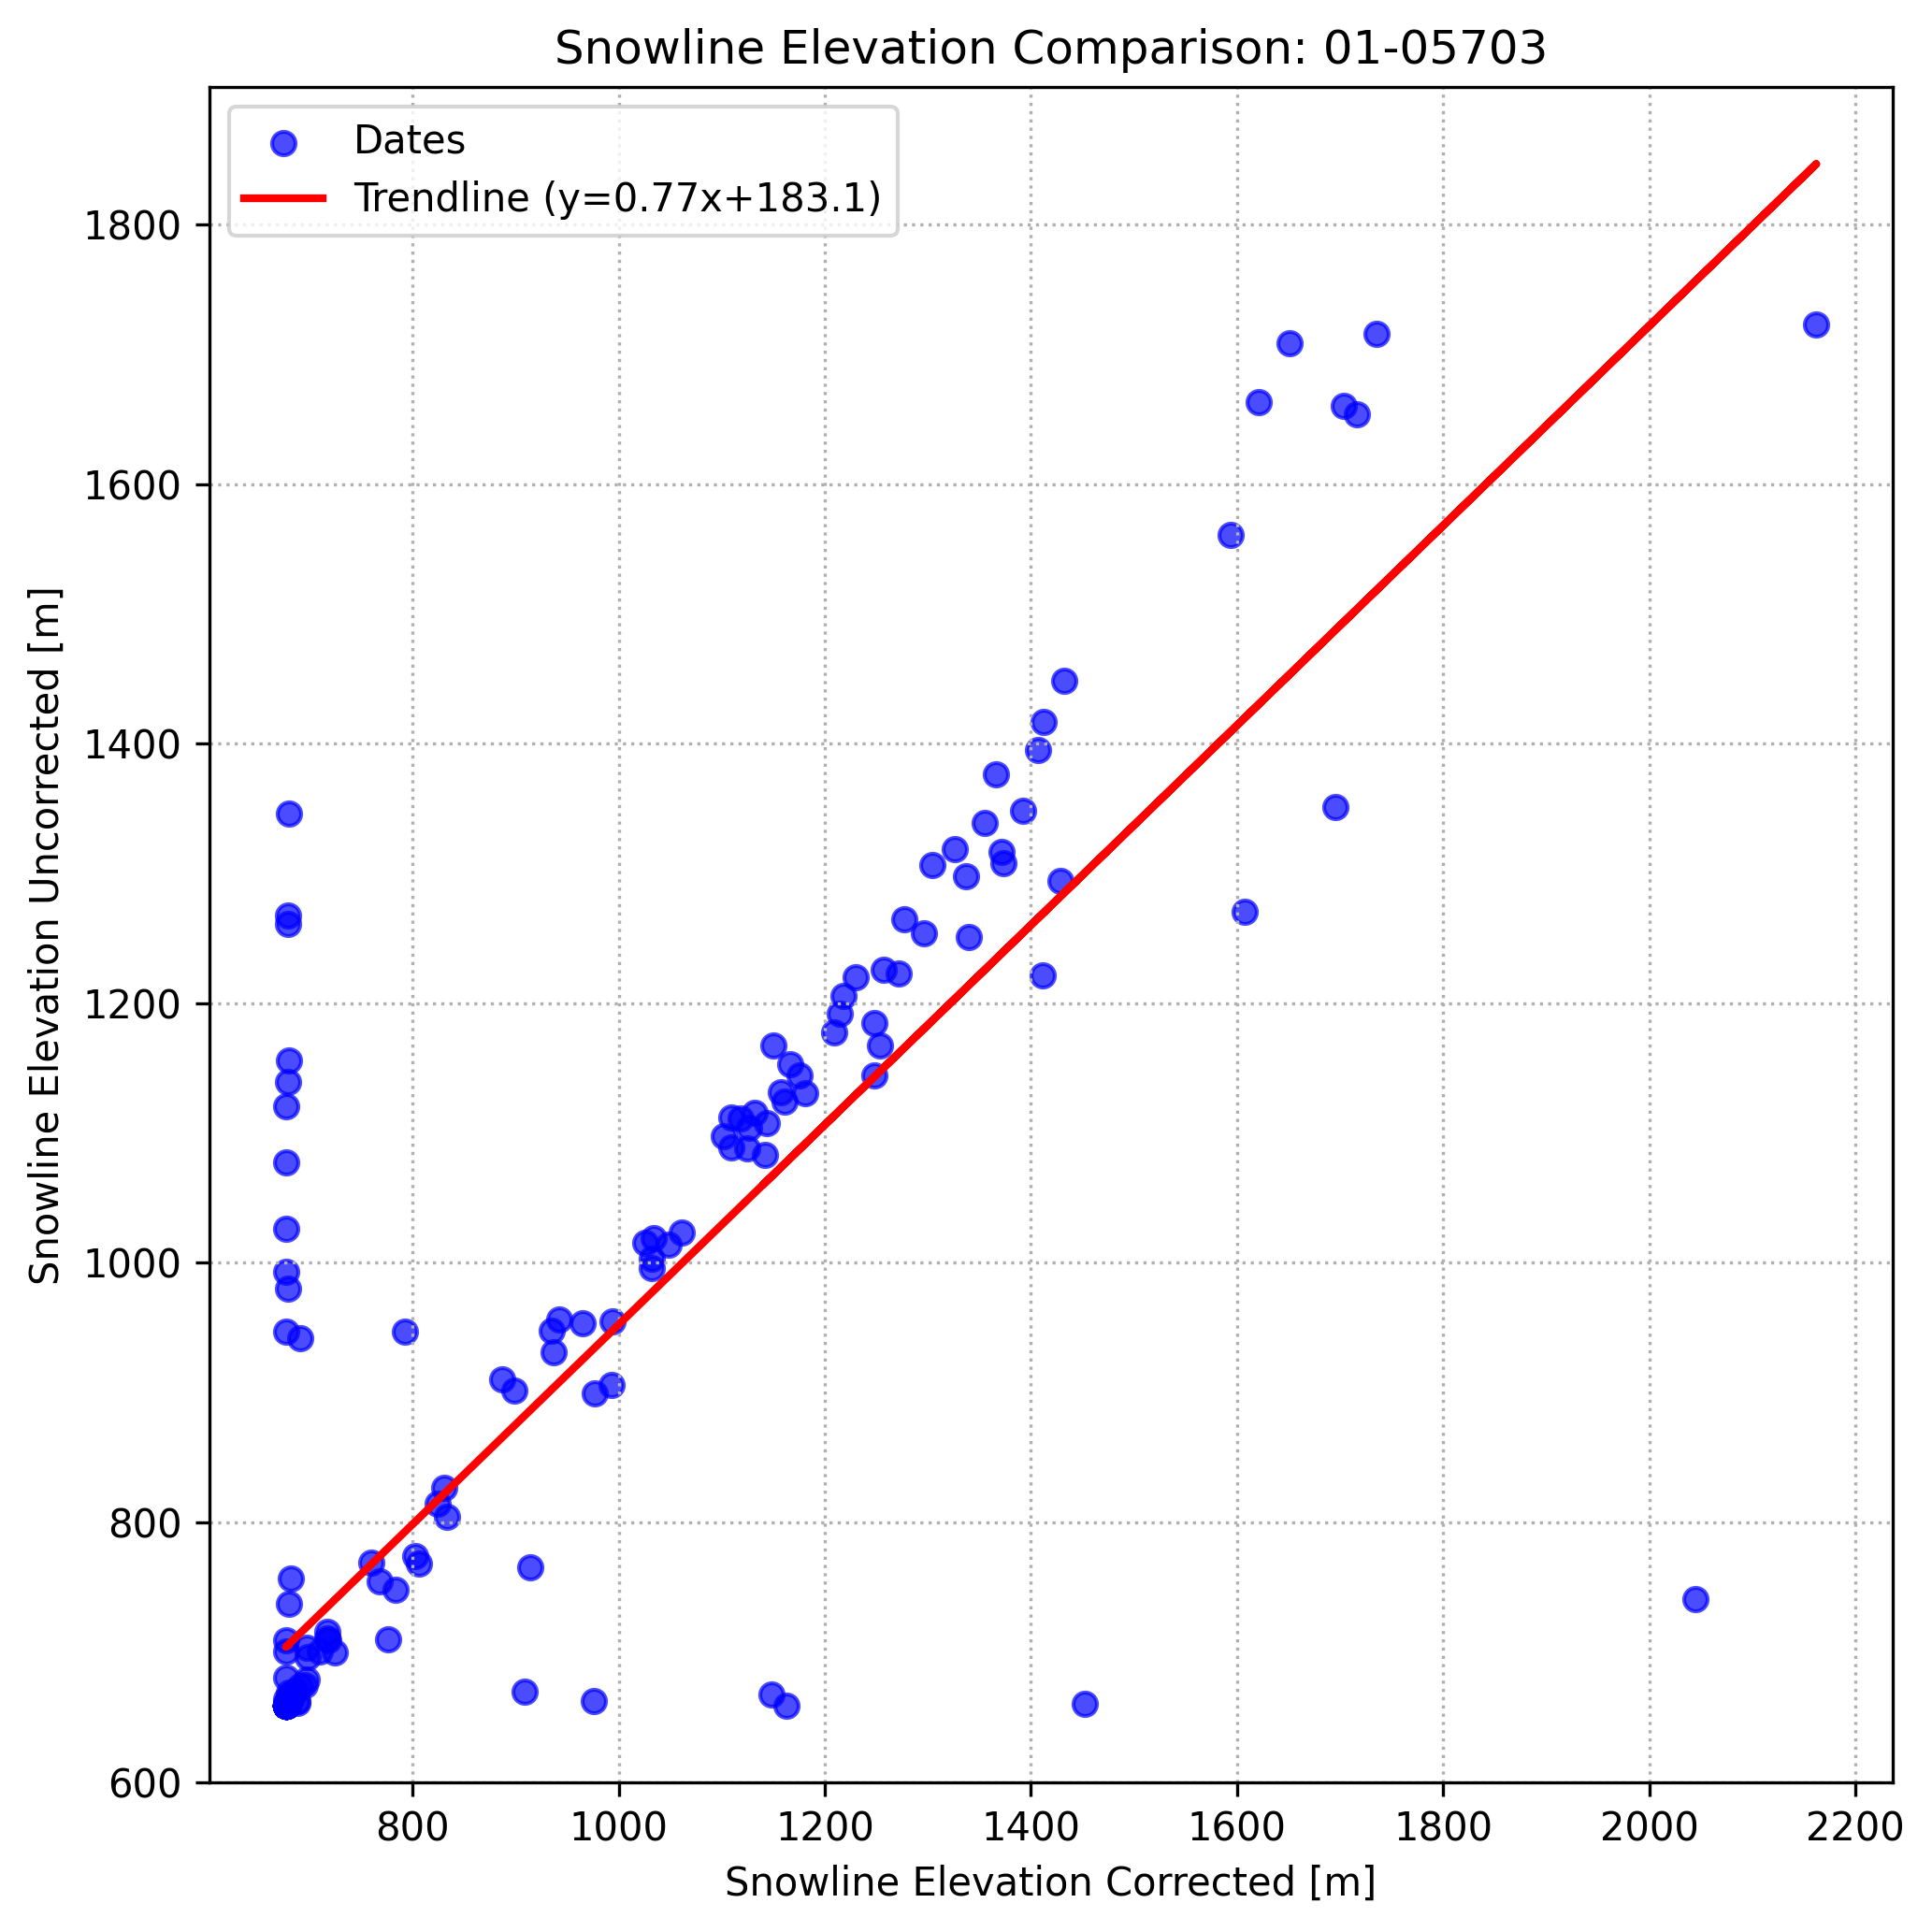 Snowline Elevation Comparison: 01-05703
Dates
Trendline (y=0.77x+183.1)
Snowline Elevation Uncorrected [m]
1800
1600
1400
1200
1000
800
600
800 1000 1200 1400 1600 1800 2000 2200
Snowline Elevation Corrected [m]